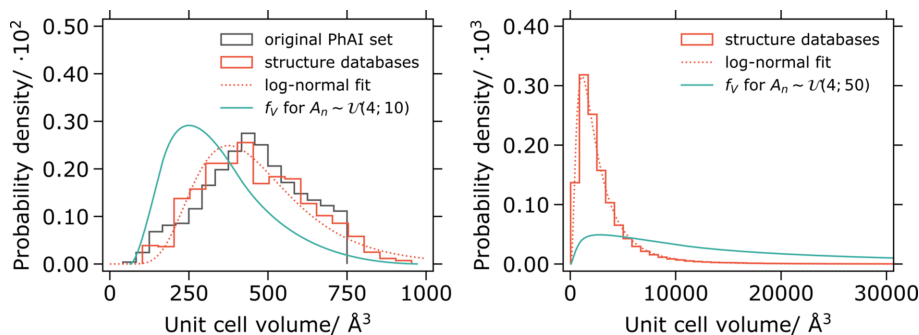 Probability density/ ·10²
0.50
0.40
0.30
0.20
0.10
0.00
original PhAI set
structure databases
log-normal fit
f_V for A_n ~ 𝒰(4; 10)
0 250 500 750 1000
Unit cell volume/ Å³
Probability density/ ·10³
0.40
0.30
0.20
0.10
0.00
structure databases
log-normal fit
f_V for A_n ~ 𝒰(4; 50)
0 10000 20000 30000
Unit cell volume/ Å³